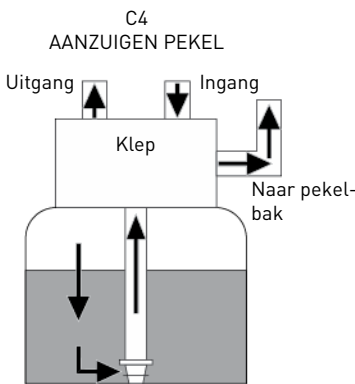 C4
AANZUIGEN PEKEL
Uitgang
Ingang
Klep
Naar pekel-
bak